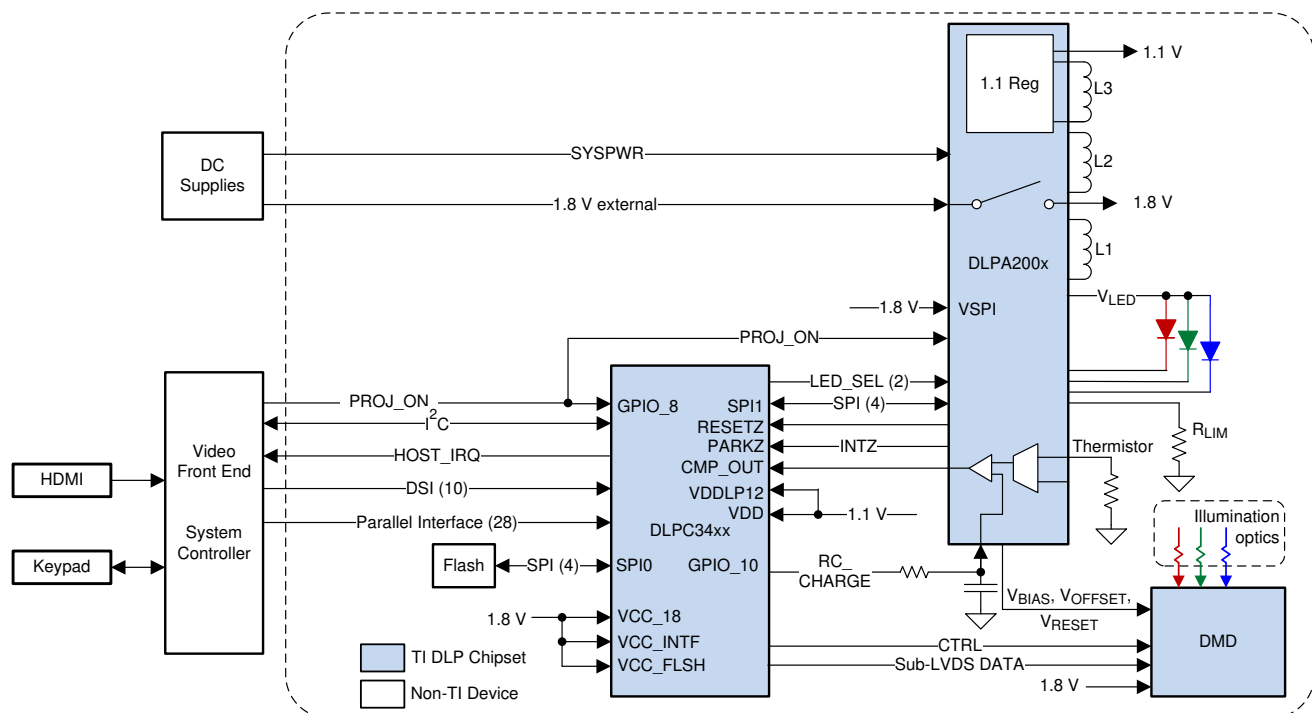 1.1 V
1.1 Reg
L3
DC
Supplies
SYSPWR
L2
1.8 V external
1.8 V
L1
DLPA200x
VLED
1.8 V
VSPI
PROJ_ON
LED_SEL (2)
PROJ_ON
GPIO_8
SPI1
SPI (4)
I2C
RESETZ
RLIM
Video
Front End
PARKZ
INTZ
Thermistor
HOST_IRQ
CMP_OUT
HDMI
DSI (10)
VDDLP12
VDD
1.1 V
Parallel Interface (28)
DLPC34xx
Illumination
optics
System
Controller
Flash
SPI (4)
SPI0
GPIO_10
RC_
CHARGE
Keypad
VBIAS, VOFFSET,
VRESET
1.8 V
VCC_18
VCC_INTF
VCC_FLSH
CTRL
DMD
Sub-LVDS DATA
1.8 V
TI DLP Chipset
Non-TI Device